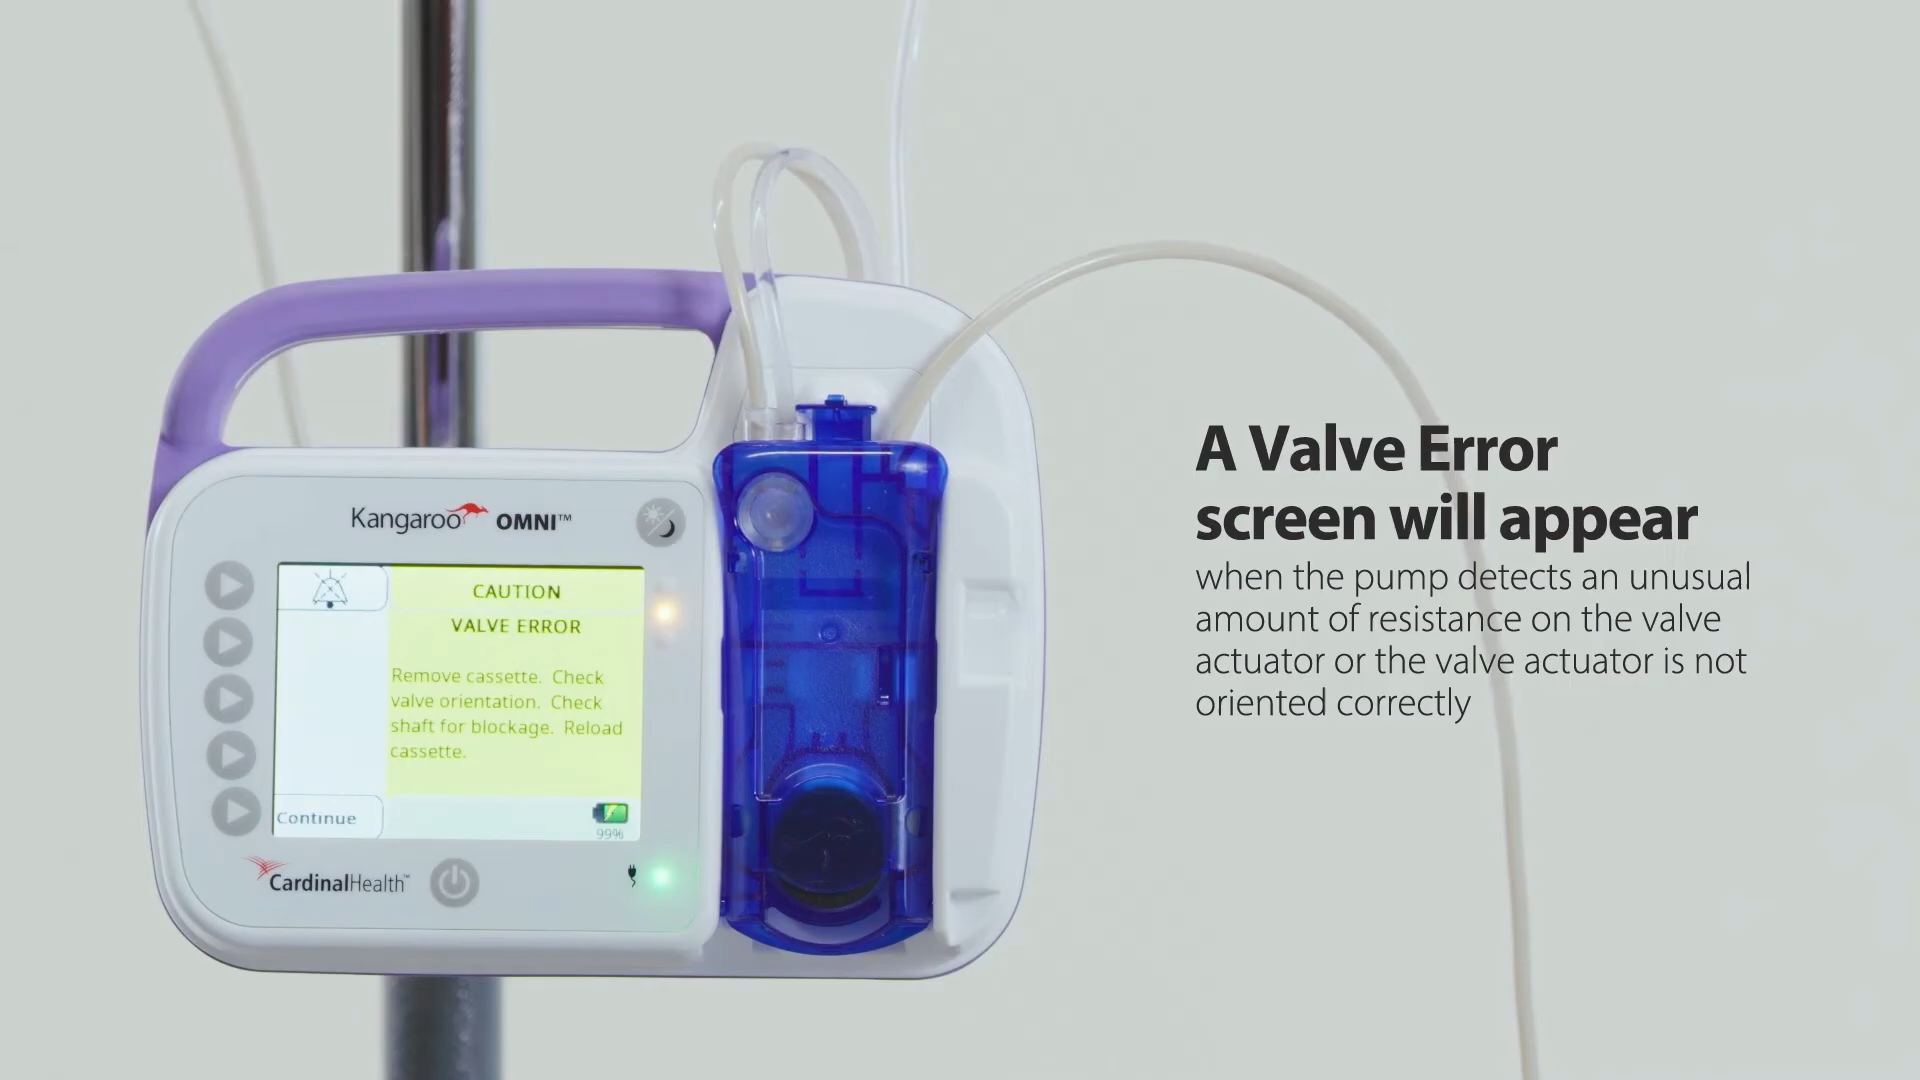 Kangaroo OMNI™
CAUTION
VALVE ERROR
Remove cassette. Check
valve orientation. Check
shaft for blockage. Reload
cassette.
Continue
99%
CardinalHealth™
A Valve Error
screen will appear
when the pump detects an unusual
amount of resistance on the valve
actuator or the valve actuator is not
oriented correctly